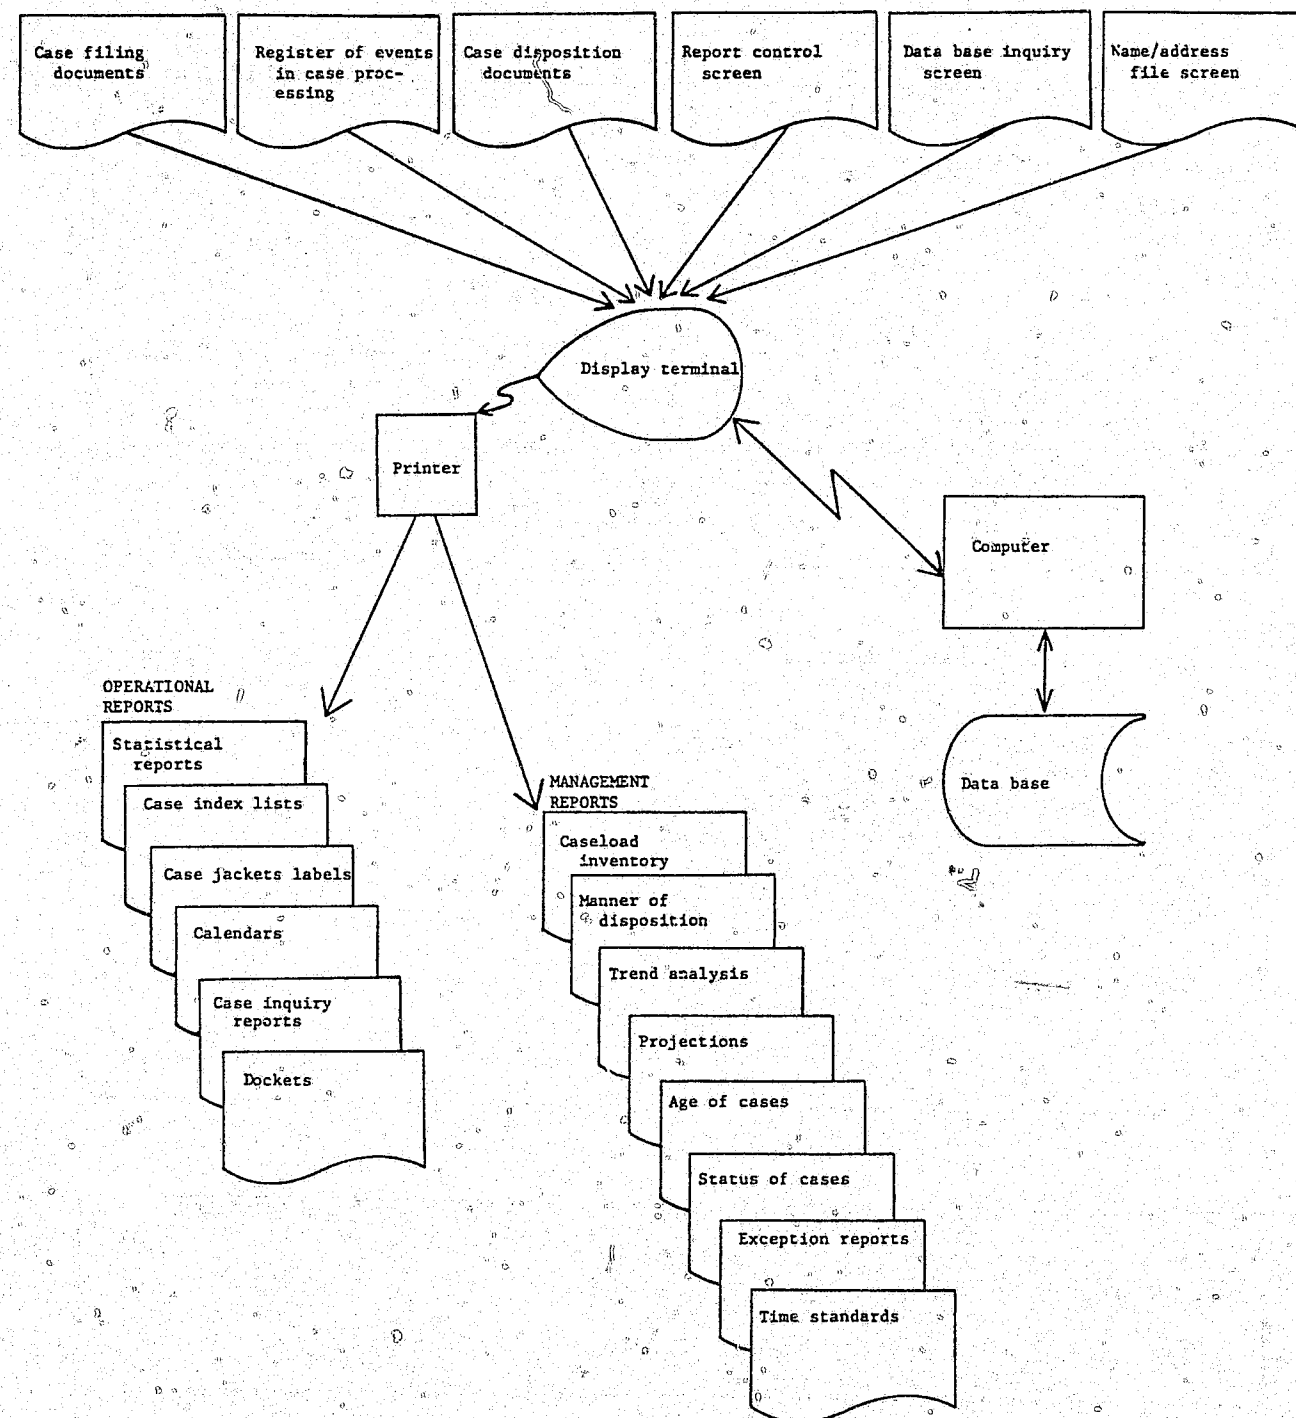 Case filing
documents
Register of events
in case proc-
essing
Case disposition
documents
Report control
screen
Data base inquiry
screen
Name/address
file screen
Display terminal
Printer
Computer
Data base
OPERATIONAL
REPORTS
Statistical
reports
Case index lists
Case jackets labels
Calendars
Case inquiry
reports
Dockets
MANAGEMENT
REPORTS
Caseload
inventory
Manner of
disposition
Trend analysis
Projections
Age of cases
Status of cases
Exception reports
Time standards